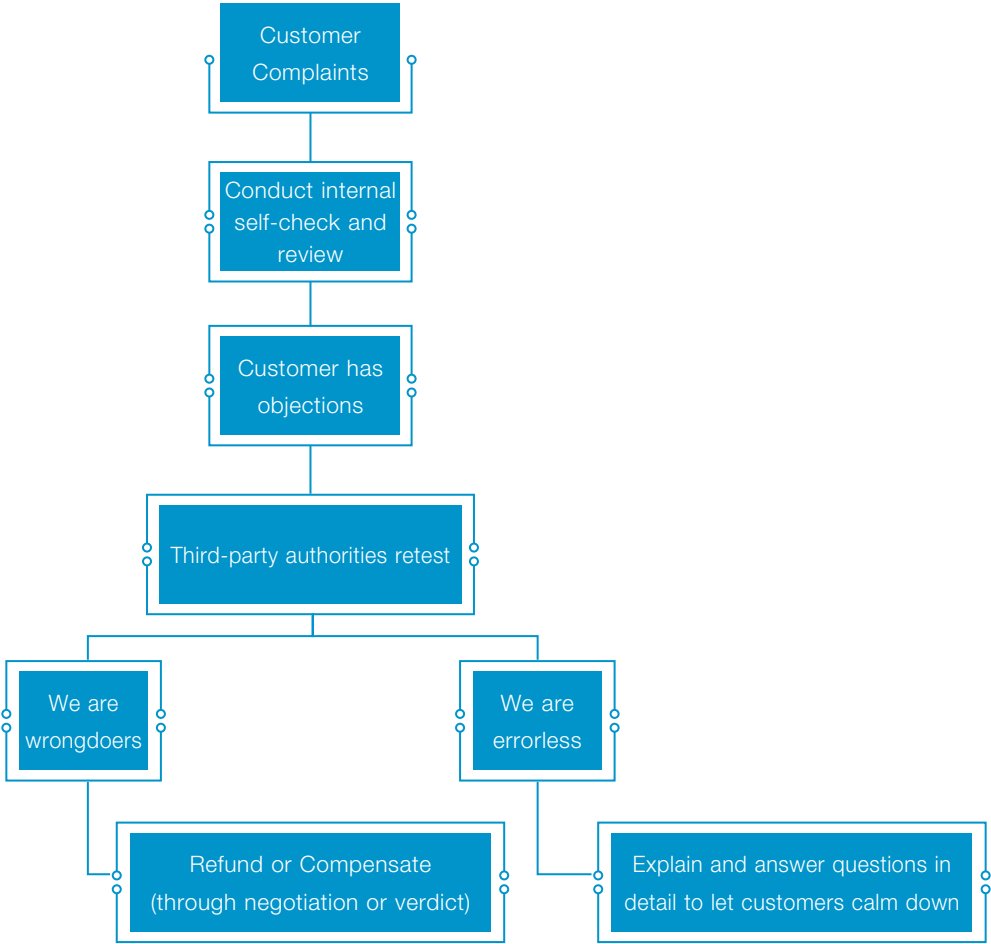 Customer
Complaints
Conduct internal
self-check and
review
Customer has
objections
Third-party authorities retest
We are
wrongdoers
We are
errorless
Refund or Compensate
(through negotiation or verdict)
Explain and answer questions in
detail to let customers calm down